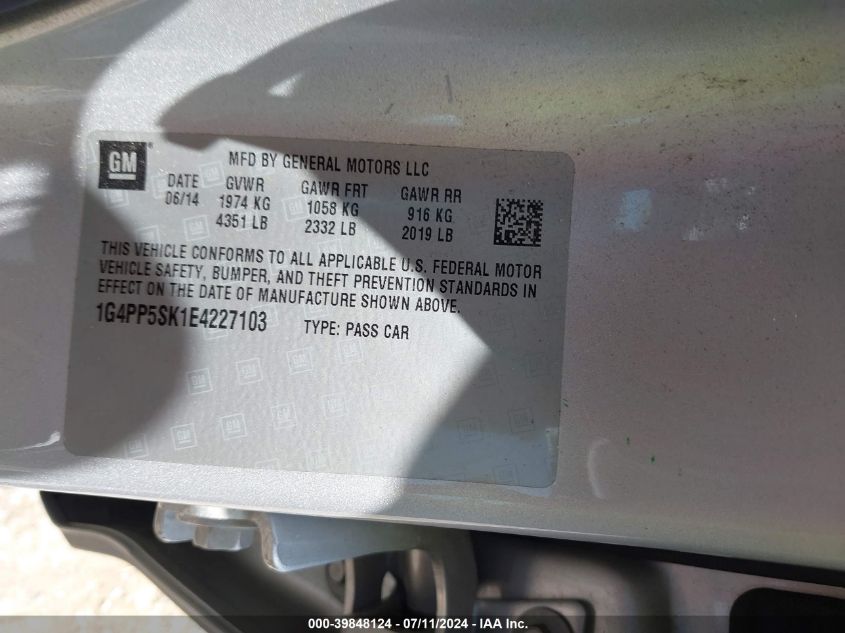 GM
MFD BY GENERAL MOTORS LLC
DATE GVWR GAWR FRT GAWR RR
06/14 1974 KG 1058 KG 916 KG
4351 LB 2332 LB 2019 LB
THIS VEHICLE CONFORMS TO ALL APPLICABLE U.S. FEDERAL MOTOR
VEHICLE SAFETY, BUMPER, AND THEFT PREVENTION STANDARDS IN
EFFECT ON THE DATE OF MANUFACTURE SHOWN ABOVE.
1G4PP5SK1E4227103 TYPE: PASS CAR
000-39848124 - 07/11/2024 - IAA Inc.